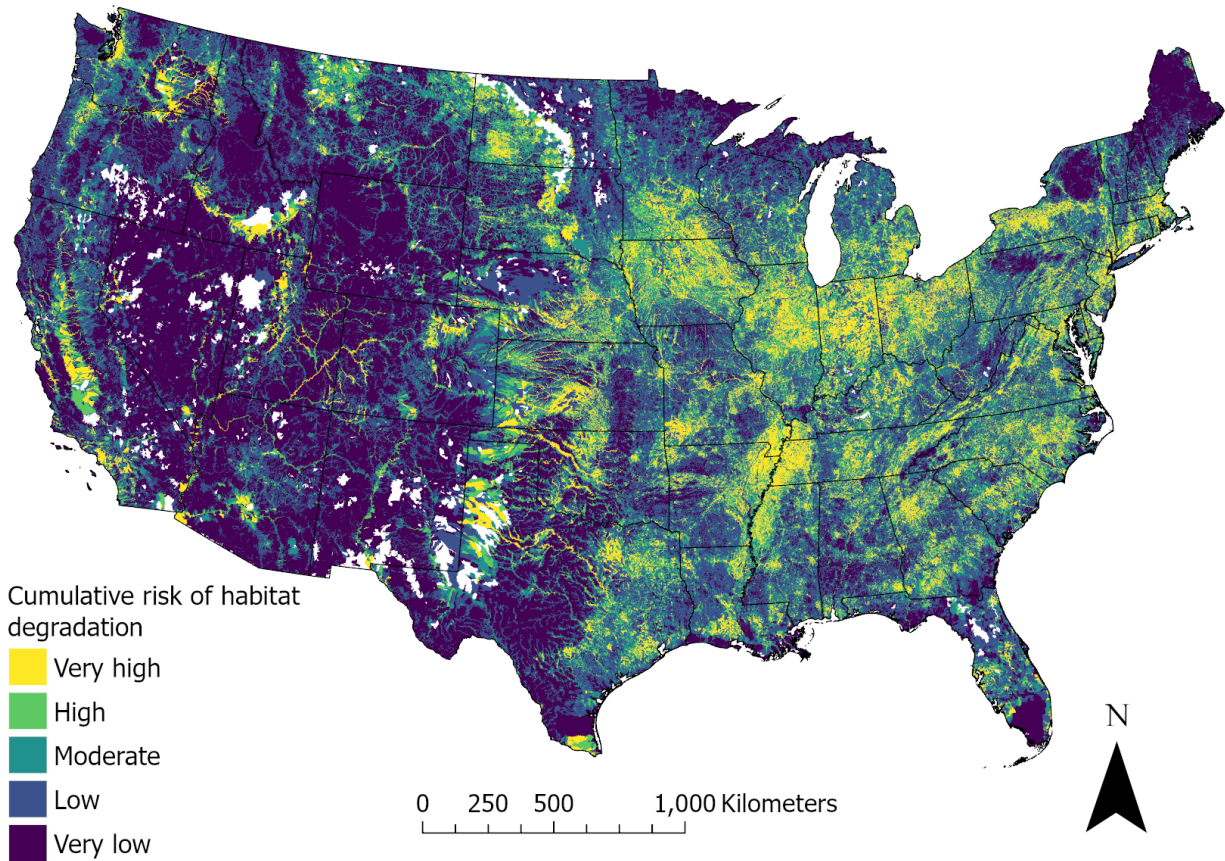 Cumulative risk of habitat
degradation
Very high
High
Moderate
Low
Very low
0 250 500 1,000 Kilometers
N